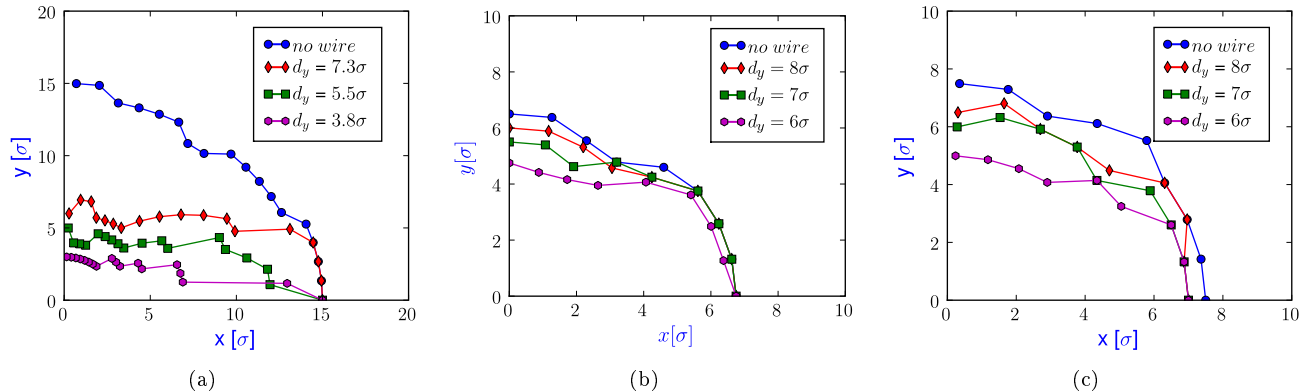 20
15
10
5
0
0
5
10
15
20
y [σ]
x [σ]
no wire
d_y = 7.3σ
d_y = 5.5σ
d_y = 3.8σ
(a)
10
8
6
4
2
0
0
2
4
6
8
10
y[σ]
x[σ]
no wire
d_y = 8σ
d_y = 7σ
d_y = 6σ
(b)
10
8
6
4
2
0
0
2
4
6
8
10
y [σ]
x [σ]
no wire
d_y = 8σ
d_y = 7σ
d_y = 6σ
(c)